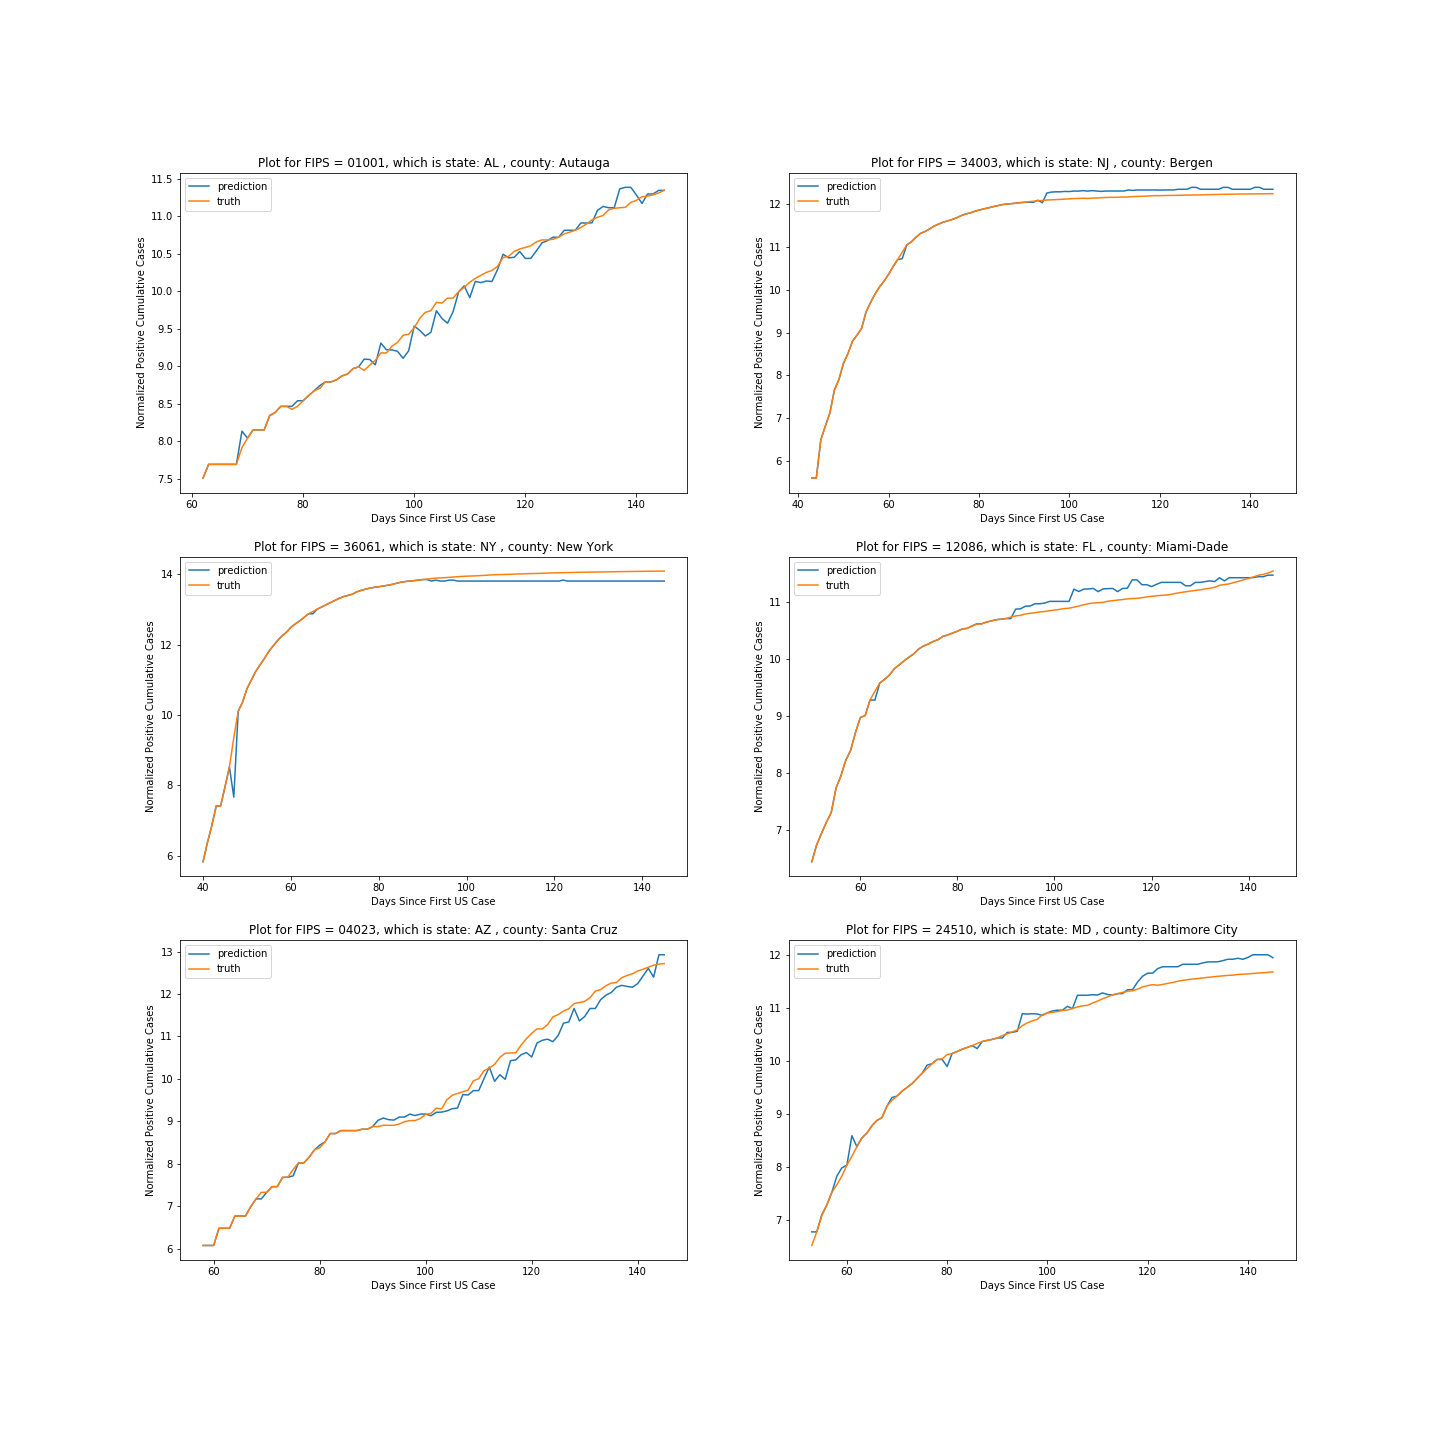 Plot for FIPS = 01001, which is state: AL , county: Autauga
prediction
truth
11.5
11.0
10.5
10.0
9.5
9.0
8.5
8.0
7.5
Normalized Positive Cumulative Cases
60 80 100 120 140
Days Since First US Case
Plot for FIPS = 34003, which is state: NJ , county: Bergen
prediction
truth
12
11
10
9
8
7
6
Normalized Positive Cumulative Cases
40 60 80 100 120 140
Days Since First US Case
Plot for FIPS = 36061, which is state: NY , county: New York
prediction
truth
14
12
10
8
6
Normalized Positive Cumulative Cases
40 60 80 100 120 140
Days Since First US Case
Plot for FIPS = 12086, which is state: FL , county: Miami-Dade
prediction
truth
11
10
9
8
7
Normalized Positive Cumulative Cases
60 80 100 120 140
Days Since First US Case
Plot for FIPS = 04023, which is state: AZ , county: Santa Cruz
prediction
truth
13
12
11
10
9
8
7
6
Normalized Positive Cumulative Cases
60 80 100 120 140
Days Since First US Case
Plot for FIPS = 24510, which is state: MD , county: Baltimore City
prediction
truth
12
11
10
9
8
7
Normalized Positive Cumulative Cases
60 80 100 120 140
Days Since First US Case